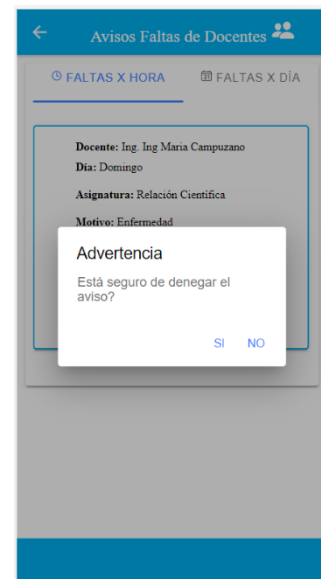 Avisos Faltas de Docentes
FALTAS X HORA
FALTAS X DÍA
Docente: Ing. Ing Maria Campuzano
Día: Domingo
Asignatura: Relación Cientifica
Motivo: Enfermedad
Advertencia
Está seguro de denegar el
aviso?
SI
NO